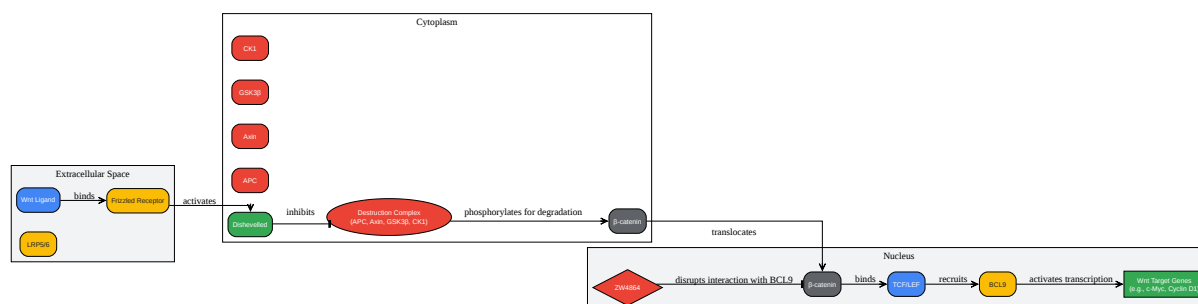 Cytoplasm
CK1
GSK3β
Axin
APC
Extracellular Space
Wnt Ligand
binds
Frizzled Receptor
LRP5/6
activates
Dishevelled
inhibits
Destruction Complex
(APC, Axin, GSK3β, CK1)
phosphorylates for degradation
β-catenin
translocates
Nucleus
ZW4864
disrupts interaction with BCL9
β-catenin
binds
TCF/LEF
recruits
BCL9
activates transcription
Wnt Target Genes
(e.g., c-Myc, Cyclin D1)